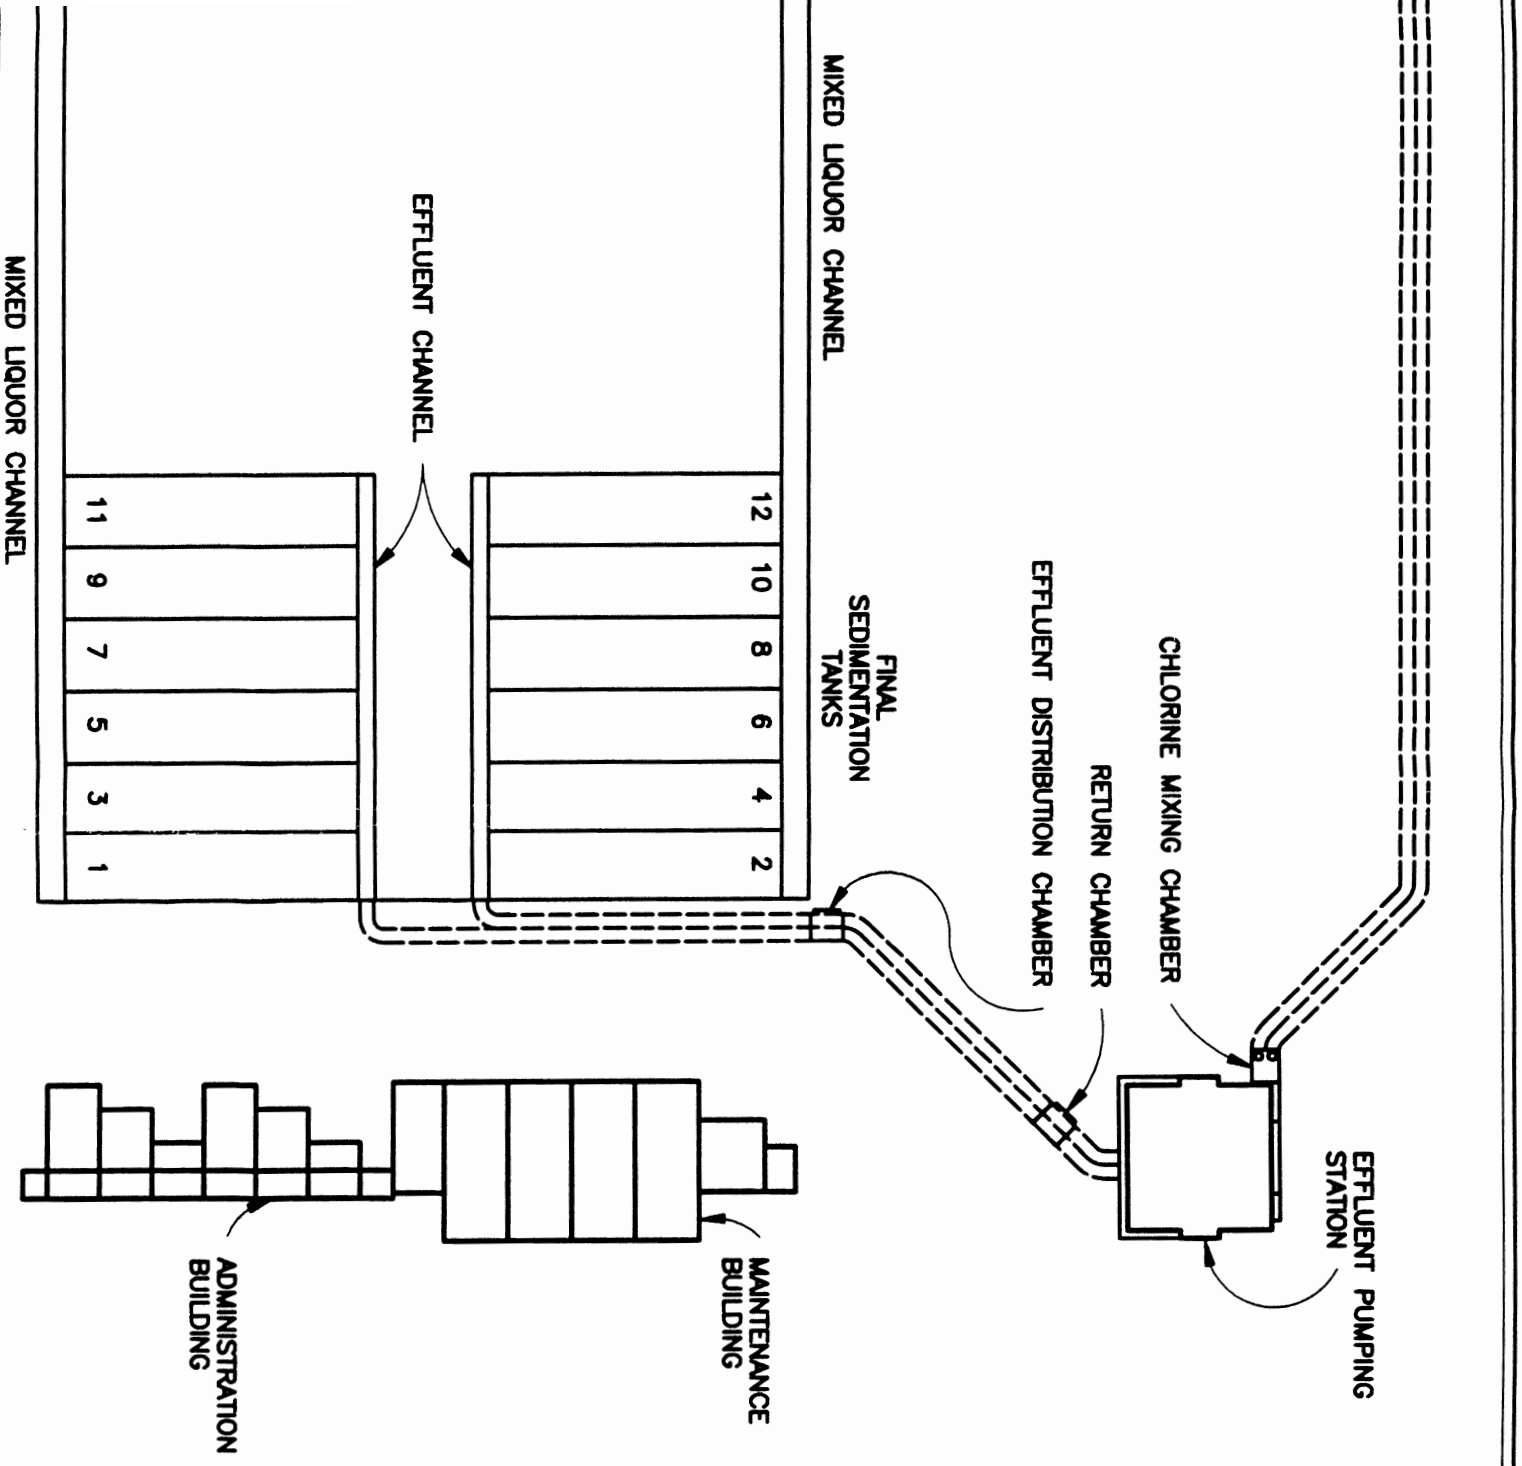 EFFLUENT PUMPING
STATION
CHLORINE MIXING CHAMBER
RETURN CHAMBER
EFFLUENT DISTRIBUTION CHAMBER
FINAL
SEDIMENTATION
TANKS
MIXED LIQUOR CHANNEL
12
10
8
6
4
2
MAINTENANCE
BUILDING
EFFLUENT CHANNEL
ADMINISTRATION
BUILDING
11
9
7
5
3
1
MIXED LIQUOR CHANNEL